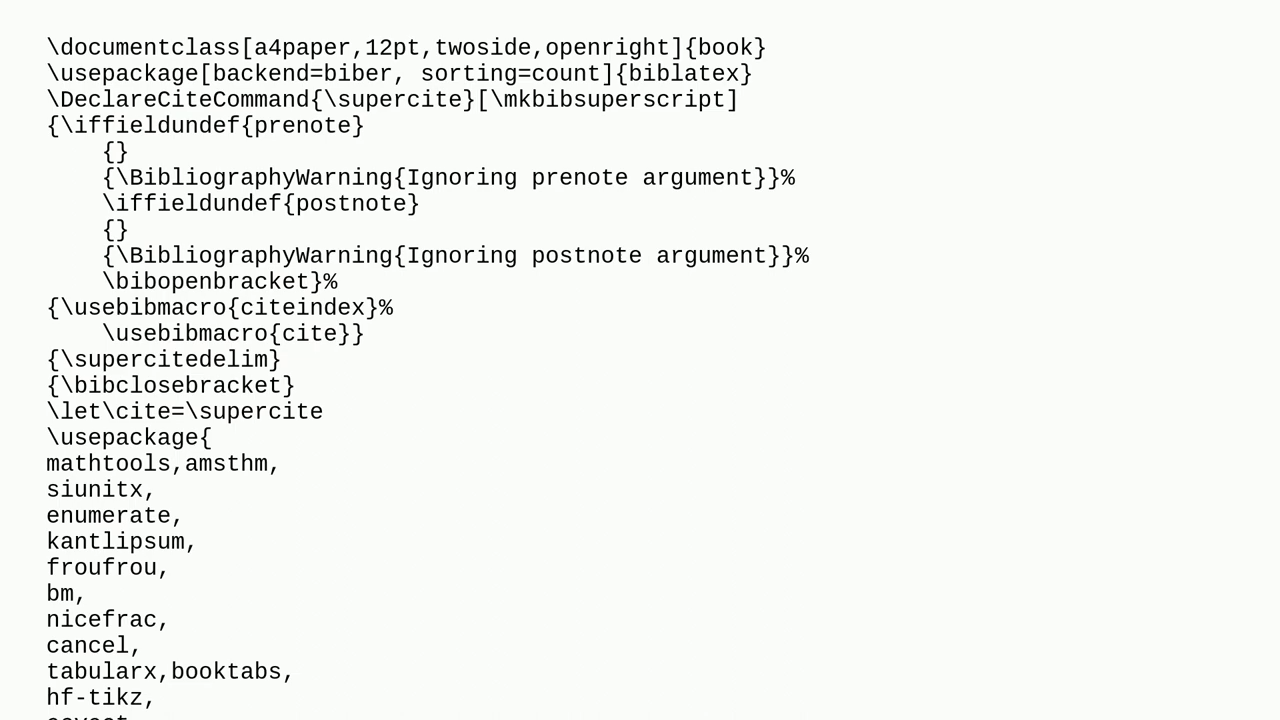 \documentclass[a4paper,12pt,twoside,openright]{book}
\usepackage[backend=biber, sorting=count]{biblatex}
\DeclareCiteCommand{\supercite}[\mkbibsuperscript]
{\iffieldundef{prenote}
    {}
    {\BibliographyWarning{Ignoring prenote argument}}%
    \iffieldundef{postnote}
    {}
    {\BibliographyWarning{Ignoring postnote argument}}%
    \bibopenbracket}%
{\usebibmacro{citeindex}%
    \usebibmacro{cite}}
{\supercitedelim}
{\bibclosebracket}
\let\cite=\supercite
\usepackage{
mathtools,amsthm,
siunitx,
enumerate,
kantlipsum,
froufrou,
bm,
nicefrac,
cancel,
tabularx,booktabs,
hf-tikz,